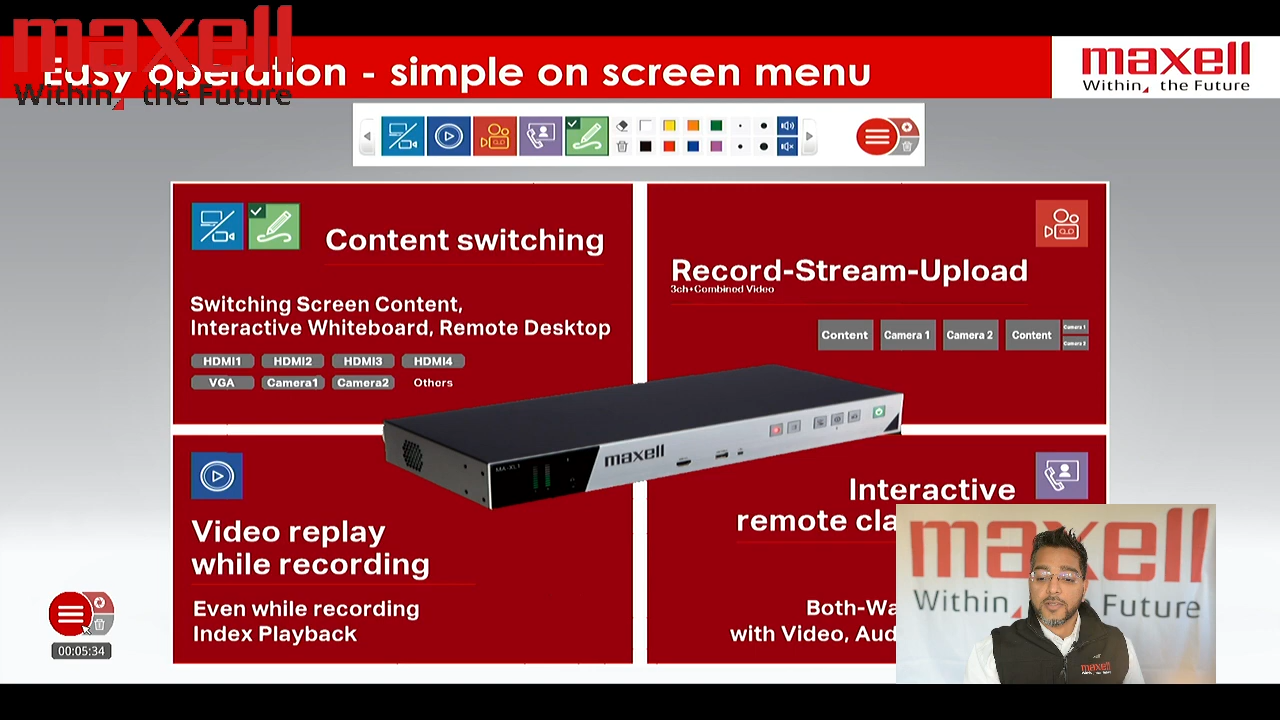 maxell
Within, the Future
Easy operation - simple on screen menu
maxell
Within, the Future
Content switching
Switching Screen Content,
Interactive Whiteboard, Remote Desktop
HDMI1 HDMI2 HDMI3 HDMI4
VGA Camera1 Camera2 Others
Record-Stream-Upload
3ch+Combined Video
Content Camera 1 Camera 2 Content Camera 1
Camera 2
maxell
MA-XL1
Video replay
while recording
Even while recording
Index Playback
Interactive
remote cla
Both-Wa
with Video, Aud
00:05:34
maxell
Within, Future
maxell